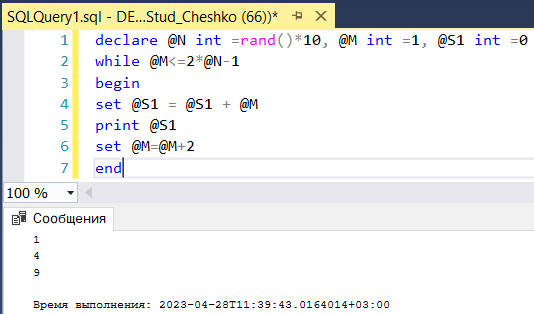 SQLQuery1.sql - DE...Stud_Cheshko (66))*
1 declare @N int =rand()*10, @M int =1, @S1 int =0
2 while @M<=2*@N-1
3 begin
4 set @S1 = @S1 + @M
5 print @S1
6 set @M=@M+2
7 end
100 %
Сообщения
1
4
9
Время выполнения: 2023-04-28T11:39:43.0164014+03:00